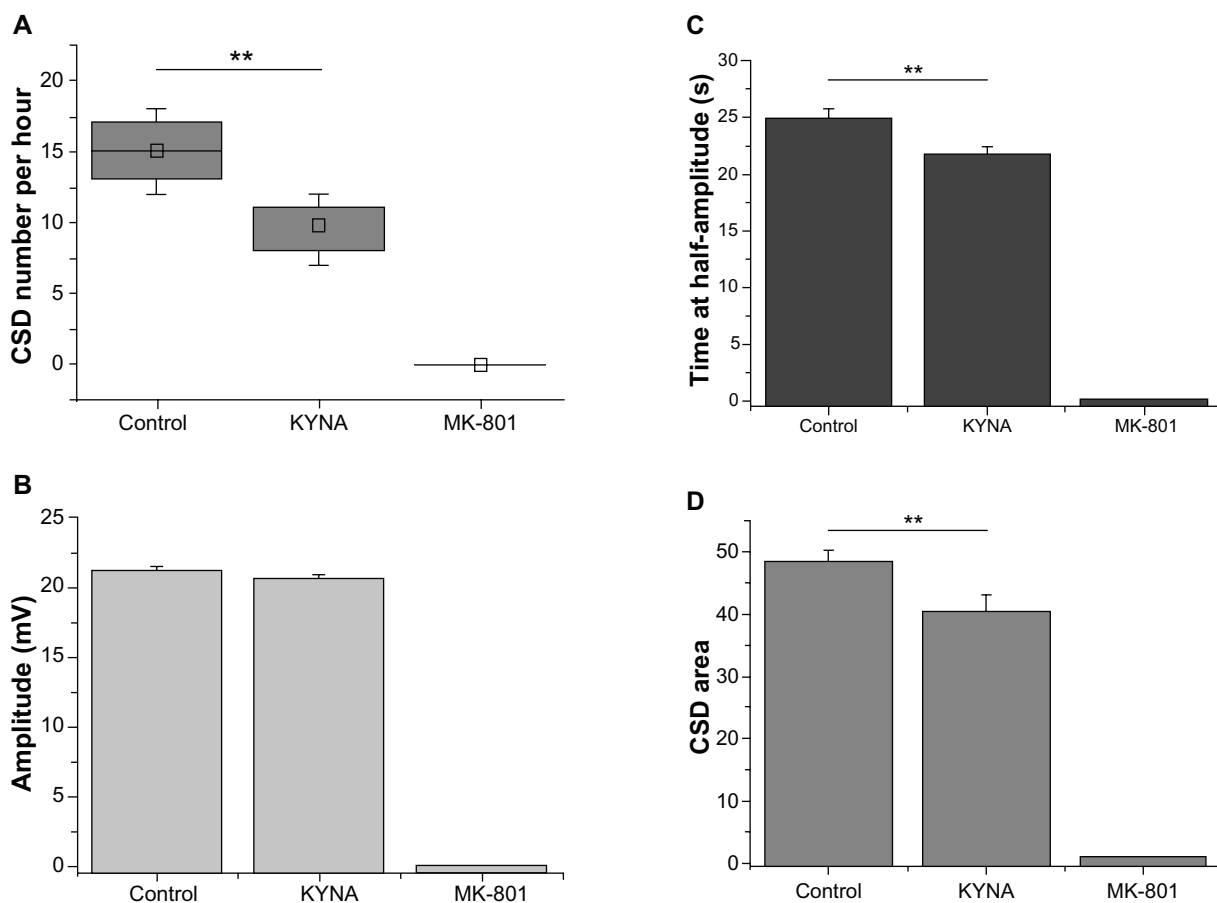 A
**
CSD number per hour
20
15
10
5
0
Control KYNA MK-801
B
Amplitude (mV)
25
20
15
10
5
0
Control KYNA MK-801
C
**
Time at half-amplitude (s)
30
25
20
15
25
5
0
Control KYNA MK-801
D
**
CSD area
50
40
30
20
10
0
Control KYNA MK-801